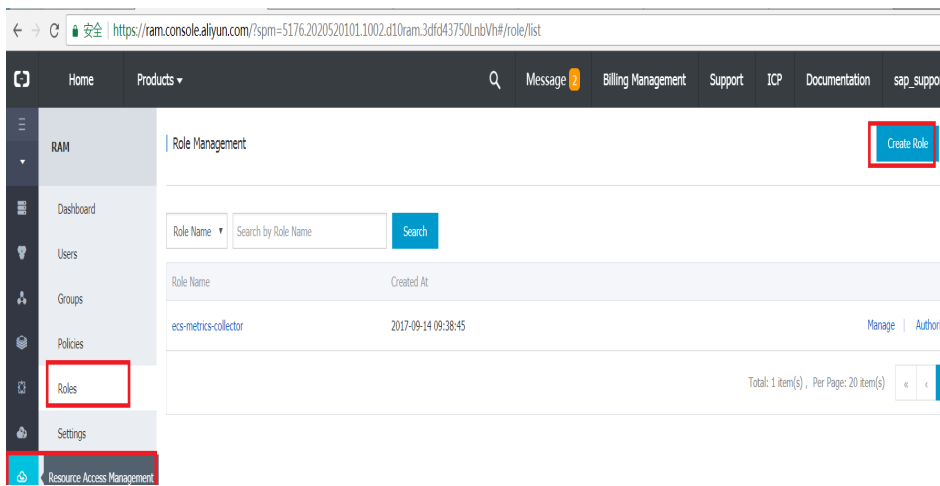 安全 | https://ram.console.aliyun.com/?spm=5176.2020520101.1002.d10ram.3dfd43750LnbVh#/role/list
Home Products Message 2 Billing Management Support ICP Documentation sap_suppo
RAM
Role Management
Create Role
Dashboard
Users
Groups
Policies
Roles
Settings
Resource Access Management
Role Name Search by Role Name Search
Role Name Created At
ecs-metrics-collector 2017-09-14 09:38:45 Manage | Author
Total: 1 item(s) , Per Page: 20 item(s) « ‹